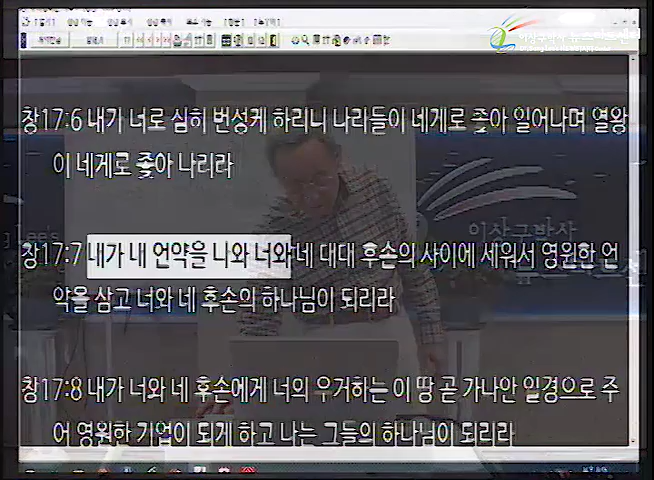 창17:6 내가 너로 심히 번성케 하리니 나라들이 네게로 좇아 일어나며 열왕
이 네게로 좇아 나리라
이상구박사
창17:7 내가 내 언약을 나와 너와 네 대대 후손의 사이에 세워서 영원한 언
약을 삼고 너와 네 후손의 하나님이 되리라
창17:8 내가 너와 네 후손에게 너의 우거하는 이 땅 곧 가나안 일경으로 주
어 영원한 기업이 되게 하고 나는 그들의 하나님이 되리라